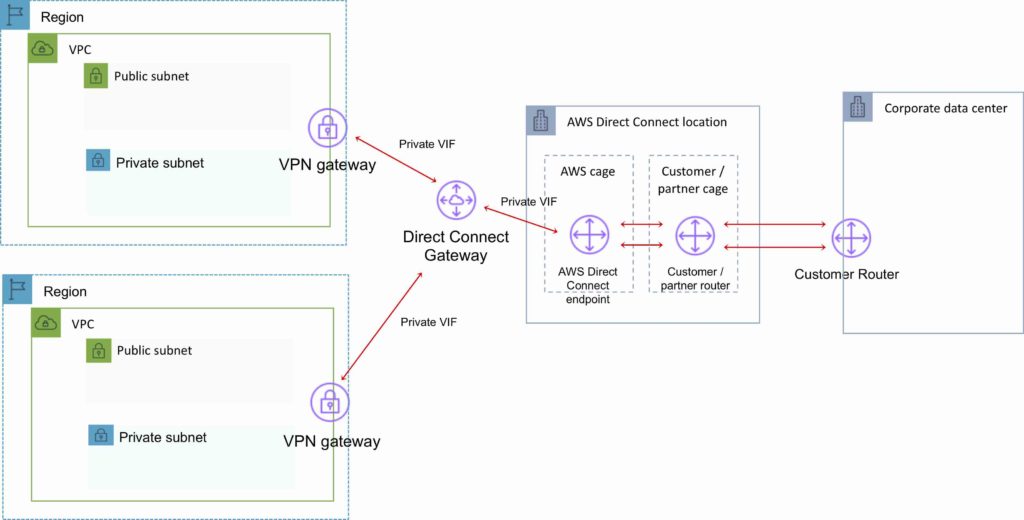 Region
VPC
Public subnet
Private subnet
VPN gateway
Private VIF
Direct Connect
Gateway
Private VIF
Private VIF
AWS Direct Connect location
AWS cage
AWS Direct
Connect
endpoint
Customer /
partner cage
Customer /
partner router
Corporate data center
Customer Router
Region
VPC
Public subnet
Private subnet
VPN gateway